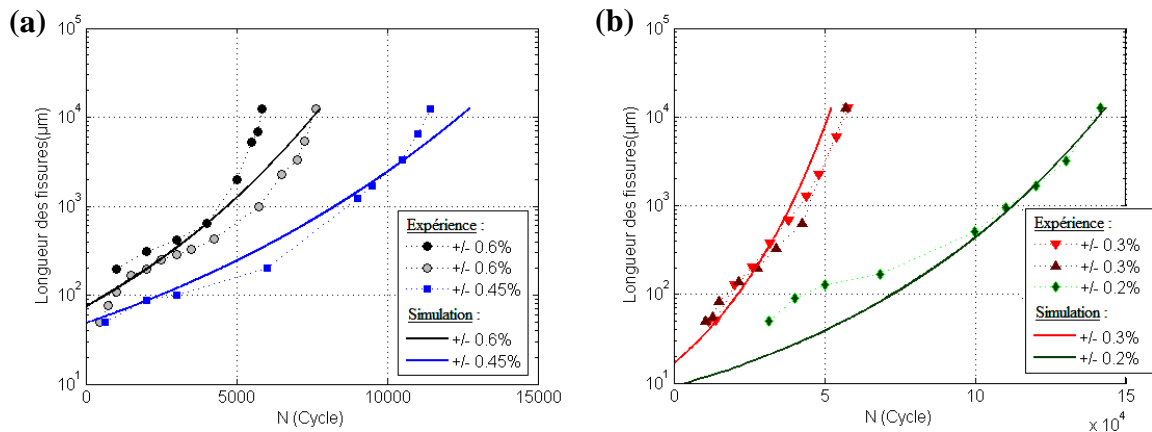 (a)
10^5
10^4
10^3
10^2
10^1
Longueur des fissures(µm)
0
5000
10000
15000
N (Cycle)
Expérience :
+/- 0.6%
+/- 0.6%
+/- 0.45%
Simulation :
+/- 0.6%
+/- 0.45%
(b)
10^5
10^4
10^3
10^2
10^1
Longueur des fissures(µm)
0
5
10
15
x 10^4
N (Cycle)
Expérience :
+/- 0.3%
+/- 0.3%
+/- 0.2%
Simulation :
+/- 0.3%
+/- 0.2%